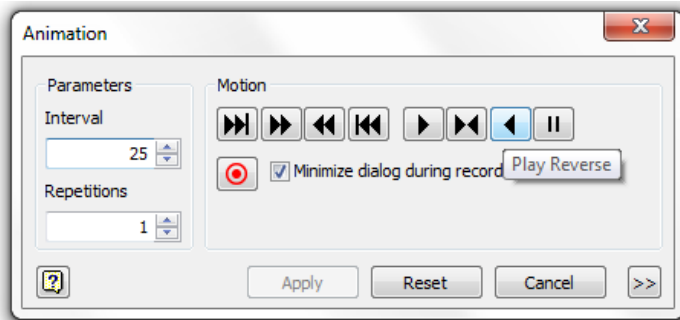 Animation
Parameters
Interval
25
Repetitions
1
Motion
Minimize dialog during record
Play Reverse
Apply
Reset
Cancel
>>